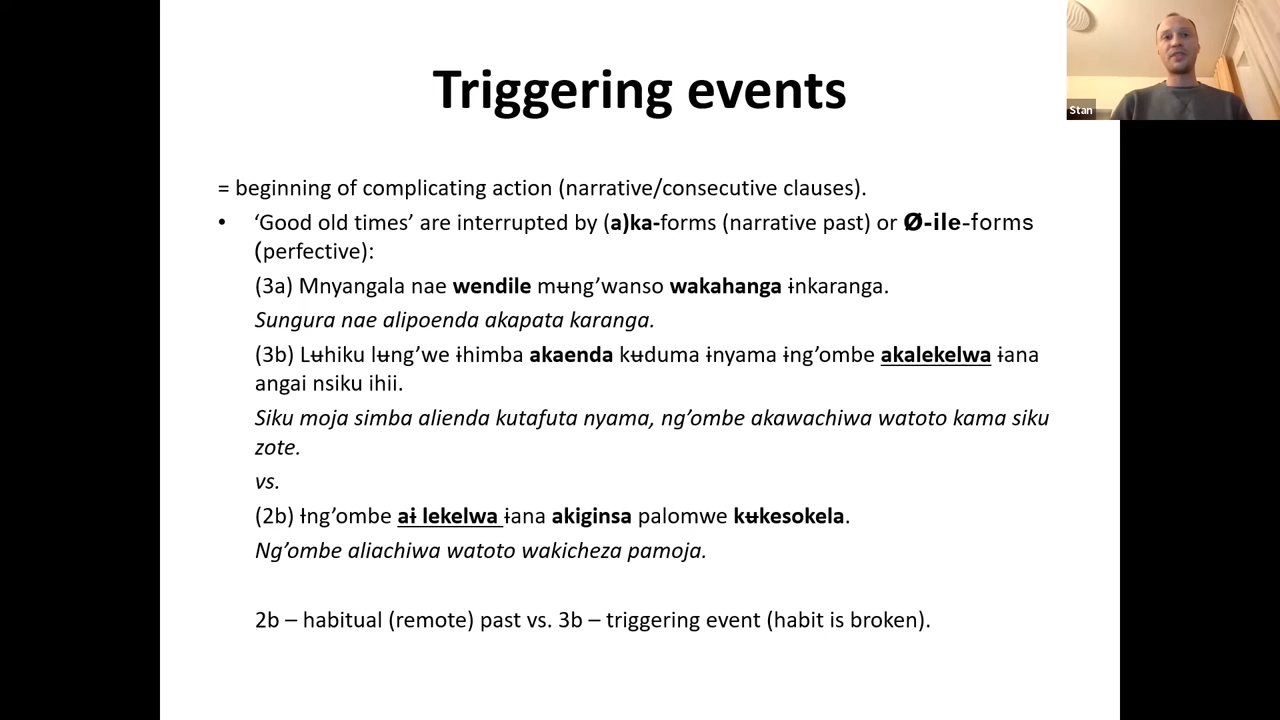 Triggering events
Stan
= beginning of complicating action (narrative/consecutive clauses).
• ‘Good old times’ are interrupted by (a)ka-forms (narrative past) or Ø-ile-forms
(perfective):
(3a) Mnyangala nae wendile mʉng’wanso wakahanga ɨnkaranga.
Sungura nae alipoenda akapata karanga.
(3b) Lʉhiku lʉng’we ɨhimba akaenda kʉduma ɨnyama ɨng’ombe akalekelwa ɨana
angai nsiku ihii.
Siku moja simba alienda kutafuta nyama, ng’ombe akawachiwa watoto kama siku
zote.
vs.
(2b) Ɨng’ombe aɨ lekelwa ɨana akiginsa palomwe kʉkesokela.
Ng’ombe aliachiwa watoto wakicheza pamoja.
2b – habitual (remote) past vs. 3b – triggering event (habit is broken).